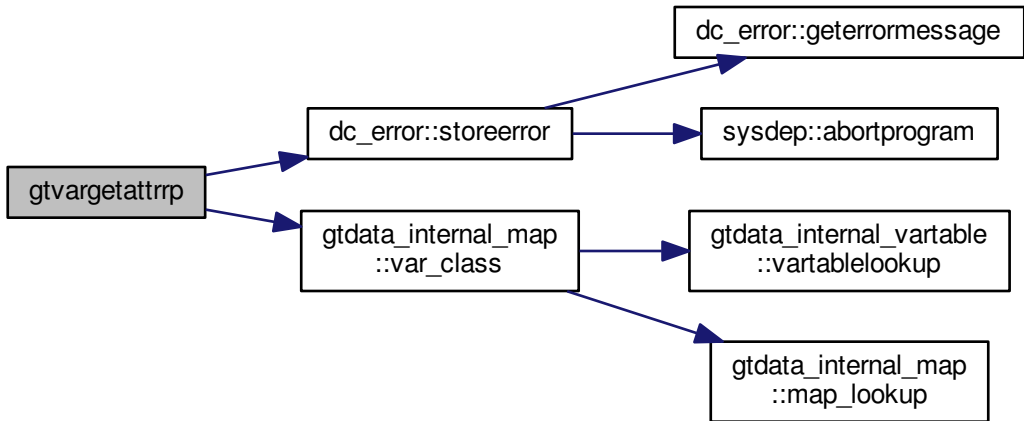 dc_error::geterrormessage
dc_error::storeerror
sysdep::abortprogram
gtvargetattrrp
gtdata_internal_map
::var_class
gtdata_internal_vartable
::vartablelookup
gtdata_internal_map
::map_lookup